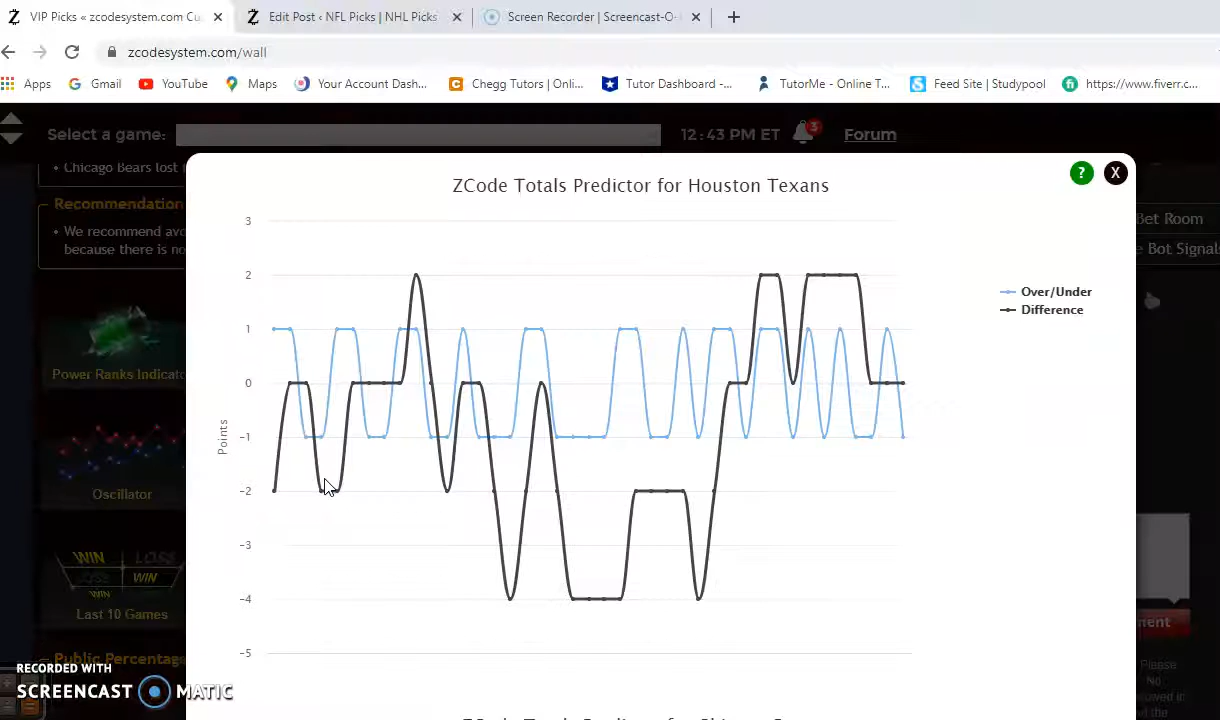 VIP Picks « zcodesystem.com Cu
Edit Post ‹ NFL Picks | NHL Picks
Screen Recorder | Screencast-O-
zcodesystem.com/wall
Apps
Gmail
YouTube
Maps
Your Account Dash...
Chegg Tutors | Onli...
Tutor Dashboard -...
TutorMe - Online T...
Feed Site | Studypool
https://www.fiverr.c...
Select a game:
12:43 PM ET
3
Forum
• Chicago Bears lost
Recommendation
• We recommend avo
because there is no
Bet Room
Bot Signals
Power Ranks Indicato
Oscillator
WIN LOSS
LOSS WIN
WIN
Last 10 Games
Public Percentage
? X
ZCode Totals Predictor for Houston Texans
3
2
1
0
-1
-2
-3
-4
-5
Points
Over/Under
Difference
ment
Please
No
owed in
nd the
RECORDED WITH
SCREENCAST MATIC